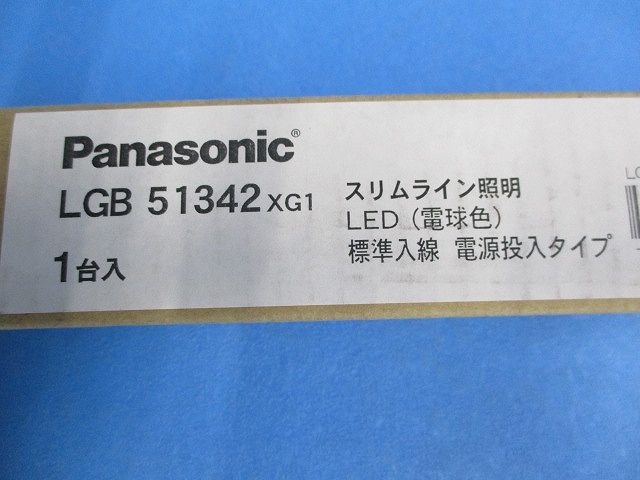 Panasonic®
LGB 51342 XG1
1台入
スリムライン照明
LED（電球色）
標準入線 電源投入タイプ